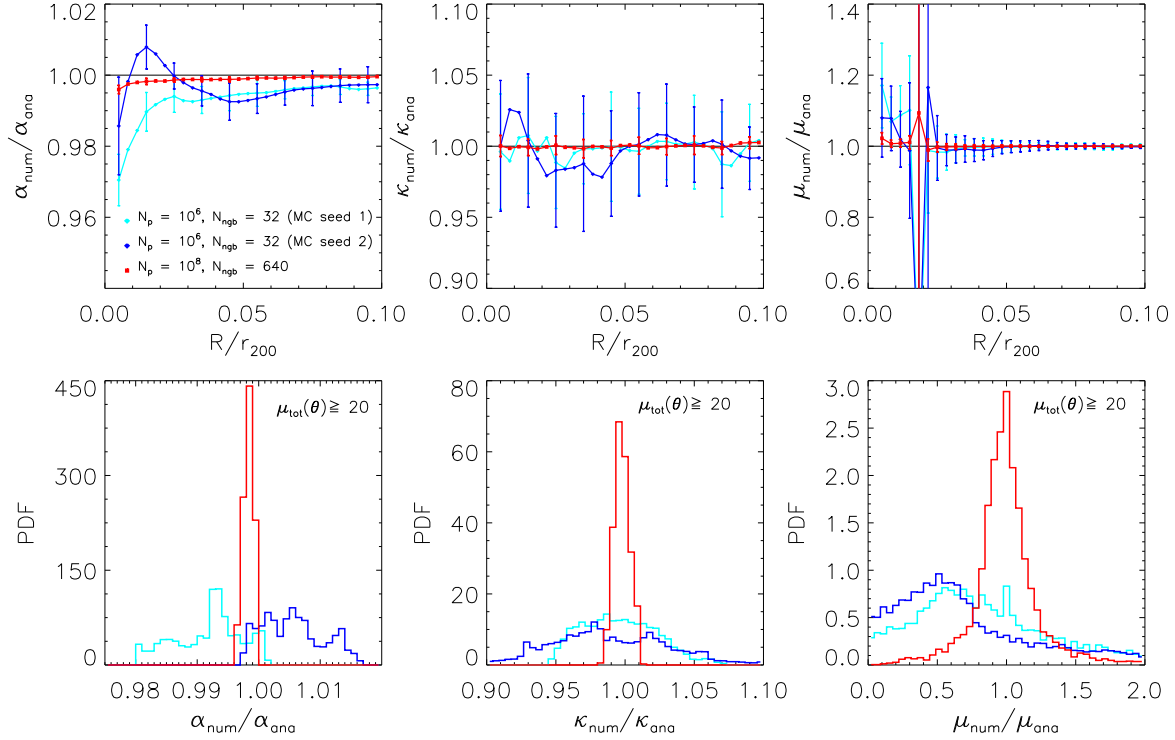 1.02
1.00
0.98
0.96
α_num/α_ana
N_p = 10^6, N_ngb = 32 (MC seed 1)
N_p = 10^6, N_ngb = 32 (MC seed 2)
N_p = 10^8, N_ngb = 640
0.00 0.05 0.10
R/r_200
1.10
1.05
1.00
0.95
0.90
κ_num/κ_ana
0.00 0.05 0.10
R/r_200
1.4
1.2
1.0
0.8
0.6
μ_num/μ_ana
0.00 0.05 0.10
R/r_200
450
300
150
0
PDF
μ_tot(θ) ≧ 20
0.98 0.99 1.00 1.01
α_num/α_ana
80
60
40
20
0
PDF
μ_tot(θ) ≧ 20
0.90 0.95 1.00 1.05 1.10
κ_num/κ_ana
3.0
2.5
2.0
1.5
1.0
0.5
0.0
PDF
μ_tot(θ) ≧ 20
0.0 0.5 1.0 1.5 2.0
μ_num/μ_ana